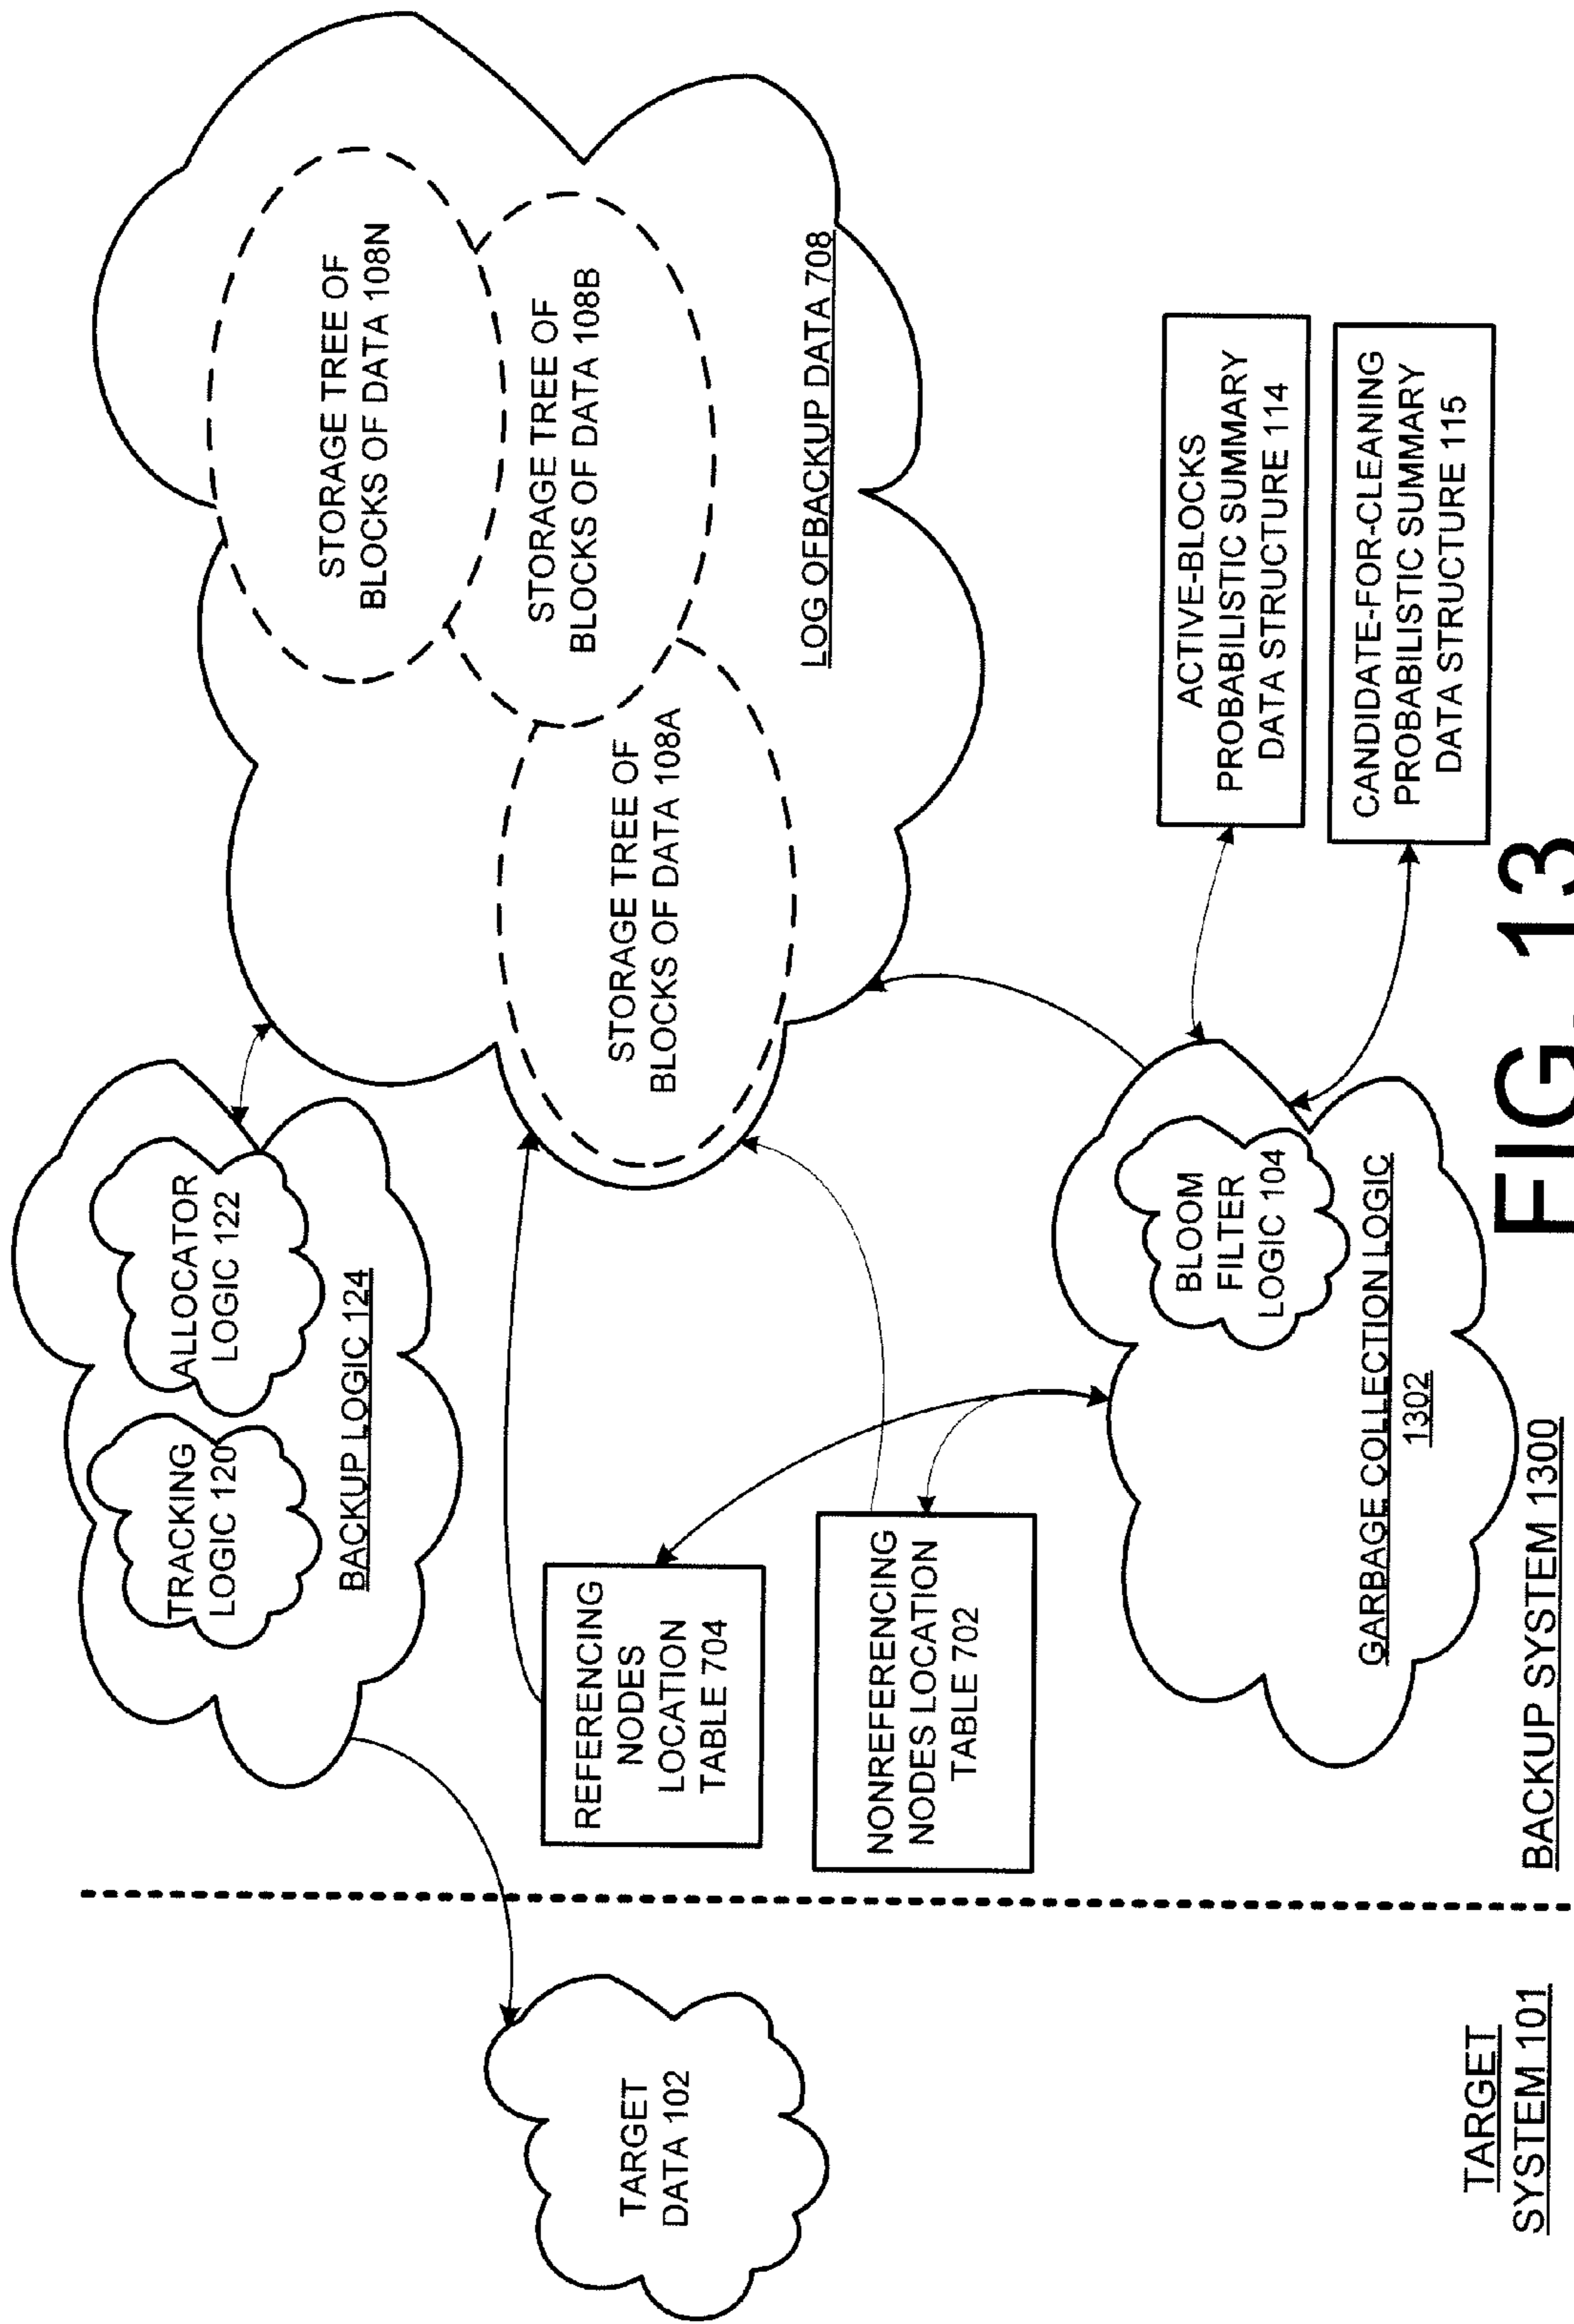 TARGET
DATA 102
TARGET
SYSTEM 101
TRACKING
LOGIC 120
ALLOCATOR
LOGIC 122
BACKUP LOGIC 124
REFERENCING
NODES
LOCATION
TABLE 704
NONREFERENCING
NODES LOCATION
TABLE 702
BLOOM
FILTER
LOGIC 104
GARBAGE COLLECTION LOGIC
1302
BACKUP SYSTEM 1300
STORAGE TREE OF
BLOCKS OF DATA 108N
STORAGE TREE OF
BLOCKS OF DATA 108B
STORAGE TREE OF
BLOCKS OF DATA 108A
LOG OFBACKUP DATA 708
ACTIVE-BLOCKS
PROBABILISTIC SUMMARY
DATA STRUCTURE 114
CANDIDATE-FOR-CLEANING
PROBABILISTIC SUMMARY
DATA STRUCTURE 115
FIG. 13